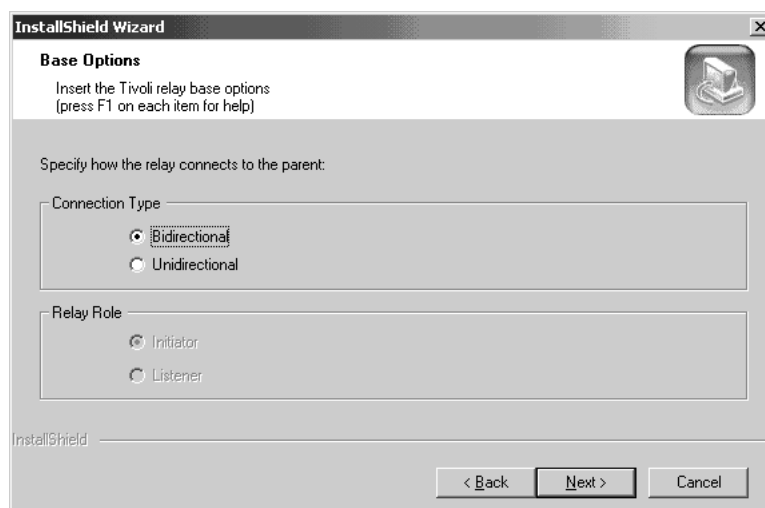 InstallShield Wizard
Base Options
Insert the Tivoli relay base options
(press F1 on each item for help)
Specify how the relay connects to the parent:
Connection Type
Bidirectional
Unidirectional
Relay Role
Initiator
Listener
InstallShield
< Back Next > Cancel